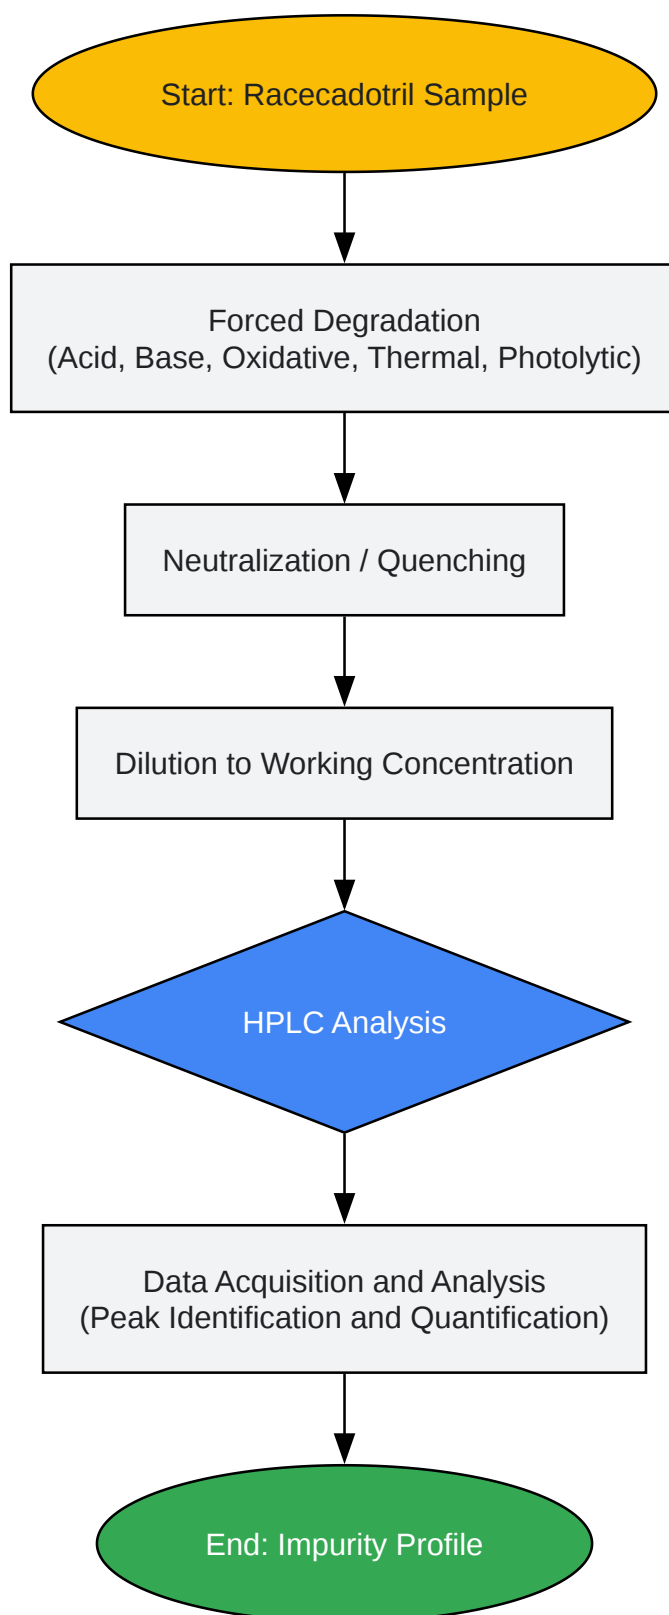 Start: Racecadotril Sample
Forced Degradation
(Acid, Base, Oxidative, Thermal, Photolytic)
Neutralization / Quenching
Dilution to Working Concentration
HPLC Analysis
Data Acquisition and Analysis
(Peak Identification and Quantification)
End: Impurity Profile